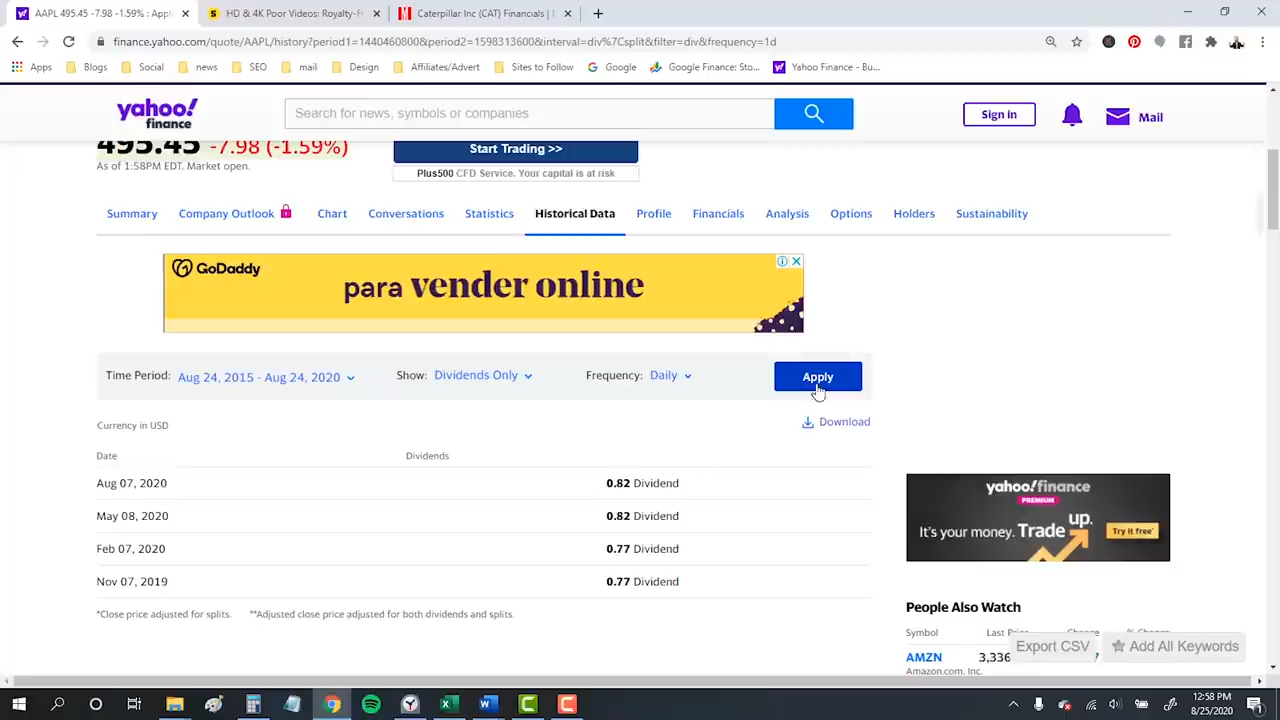 AAPL 495.45 -7.98 -1.59% : Appl
HD & 4K Poor Videos: Royalty-F
Caterpillar Inc (CAT) Financials |
finance.yahoo.com/quote/AAPL/history?period1=1440460800&period2=1598313600&interval=div%7Csplit&filter=div&frequency=1d
Apps Blogs Social news SEO mail Design Affiliates/Advert Sites to Follow Google Google Finance: Sto... Yahoo Finance - Bu...
yahoo! finance
Search for news, symbols or companies
Sign in
Mail
495.45 -7.98 (-1.59%)
As of 1:58PM EDT. Market open.
Start Trading >>
Plus500 CFD Service. Your capital is at risk
Summary Company Outlook Chart Conversations Statistics Historical Data Profile Financials Analysis Options Holders Sustainability
GoDaddy
para vender online
Time Period: Aug 24, 2015 - Aug 24, 2020 Show: Dividends Only Frequency: Daily Apply
Currency in USD
Download
Date Dividends
Aug 07, 2020 0.82 Dividend
May 08, 2020 0.82 Dividend
Feb 07, 2020 0.77 Dividend
Nov 07, 2019 0.77 Dividend
*Close price adjusted for splits. **Adjusted close price adjusted for both dividends and splits.
yahoo!finance
PREMIUM
It's your money. Trade up.
Try it free*
People Also Watch
Symbol Last Price Change % Change
AMZN 3,336
Amazon.com, Inc.
Export CSV
Add All Keywords
12:58 PM
8/25/2020